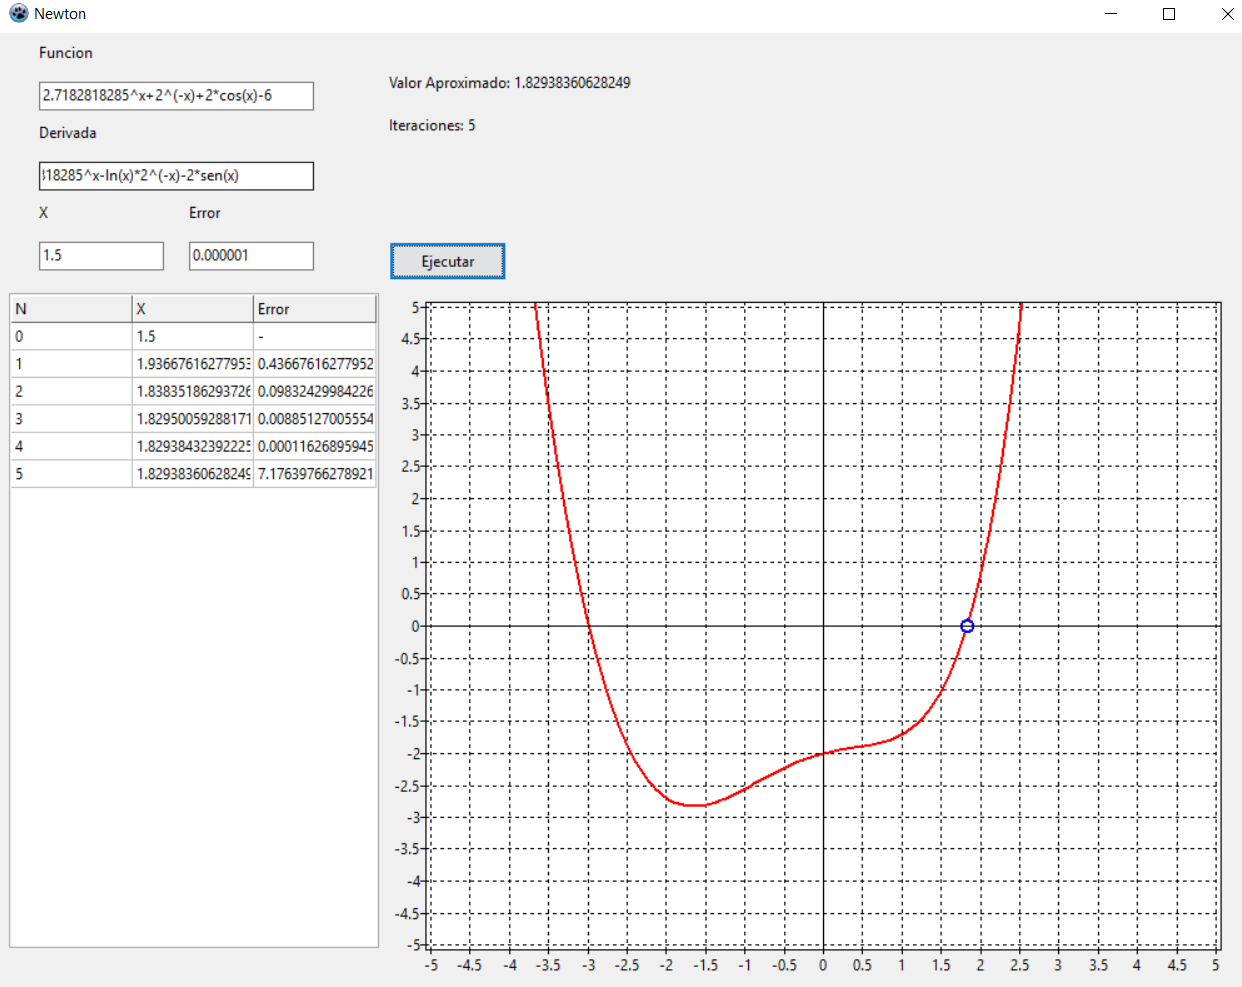 Newton
Funcion
2.7182818285^x+2^(-x)+2*cos(x)-6
Valor Aproximado: 1.82938360628249
Derivada
Iteraciones: 5
18285^x-ln(x)*2^(-x)-2*sen(x)
X Error
1.5 0.000001
Ejecutar
N X Error
0 1.5 -
1 1.93667616277953 0.43667616277952
2 1.83835186293726 0.09832429984226
3 1.82950059288171 0.00885127005554
4 1.82938432392225 0.00011626895945
5 1.82938360628249 7.17639766278921
5
4.5
4
3.5
3
2.5
2
1.5
1
0.5
0
-0.5
-1
-1.5
-2
-2.5
-3
-3.5
-4
-4.5
-5
-5 -4.5 -4 -3.5 -3 -2.5 -2 -1.5 -1 -0.5 0 0.5 1 1.5 2 2.5 3 3.5 4 4.5 5